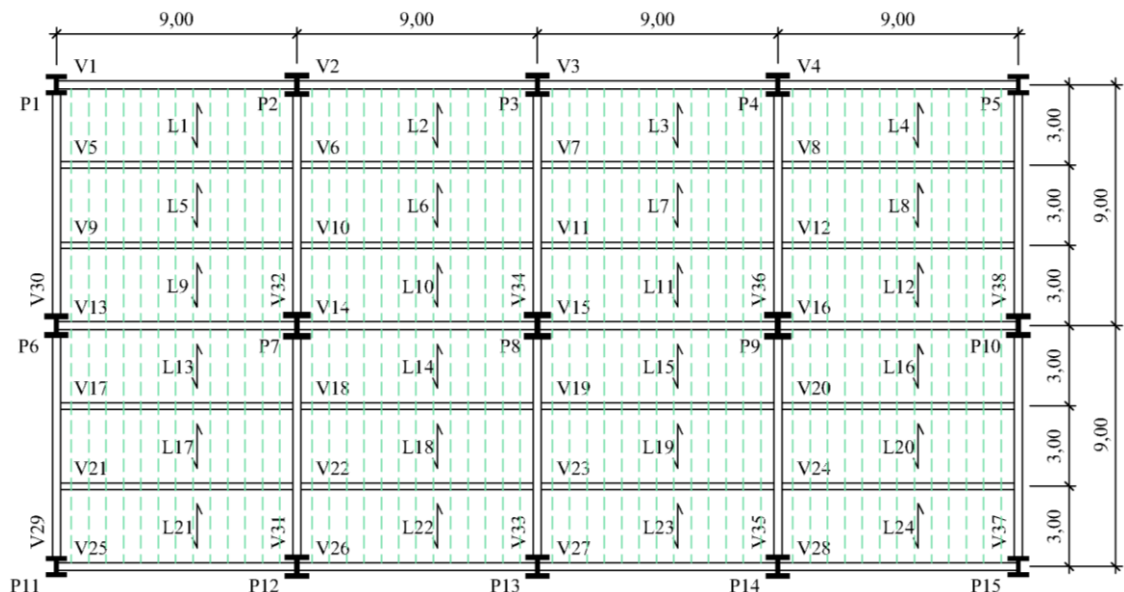 9,00 9,00 9,00 9,00
V1 V2 V3 V4
P1 P2 P3 P4 P5
L1 L2 L3 L4 3,00
V5 V6 V7 V8
L5 L6 L7 L8 3,00 9,00
V9 V10 V11 V12
V30 L9 V32 L10 V34 L11 V36 L12 V38 3,00
V13 V14 V15 V16
P6 P7 P8 P9 P10
L13 L14 L15 L16 3,00
V17 V18 V19 V20
L17 L18 L19 L20 3,00 9,00
V21 V22 V23 V24
V29 L21 V31 L22 V33 L23 V35 L24 V37 3,00
V25 V26 V27 V28
P11 P12 P13 P14 P15